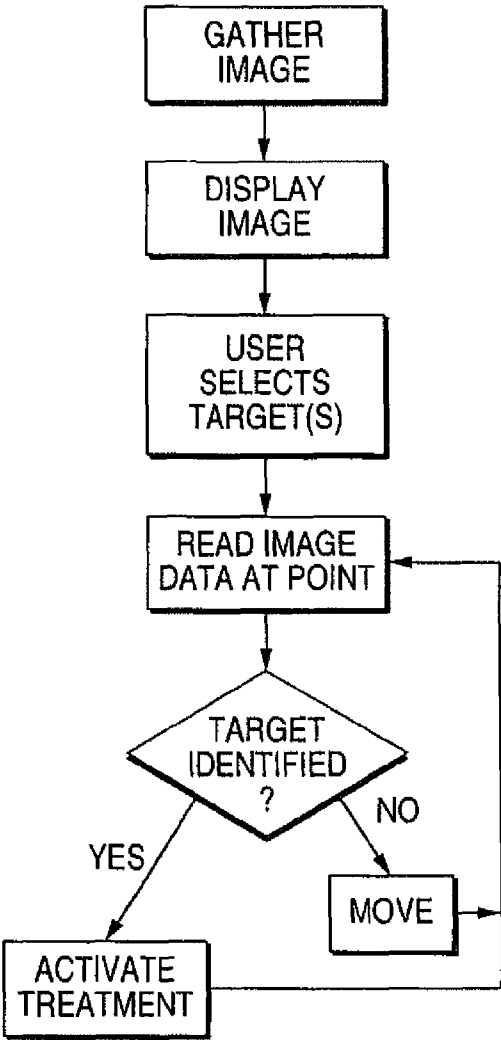 GATHER
IMAGE
DISPLAY
IMAGE
USER
SELECTS
TARGET(S)
READ IMAGE
DATA AT POINT
TARGET
IDENTIFIED
?
YES
NO
MOVE
ACTIVATE
TREATMENT